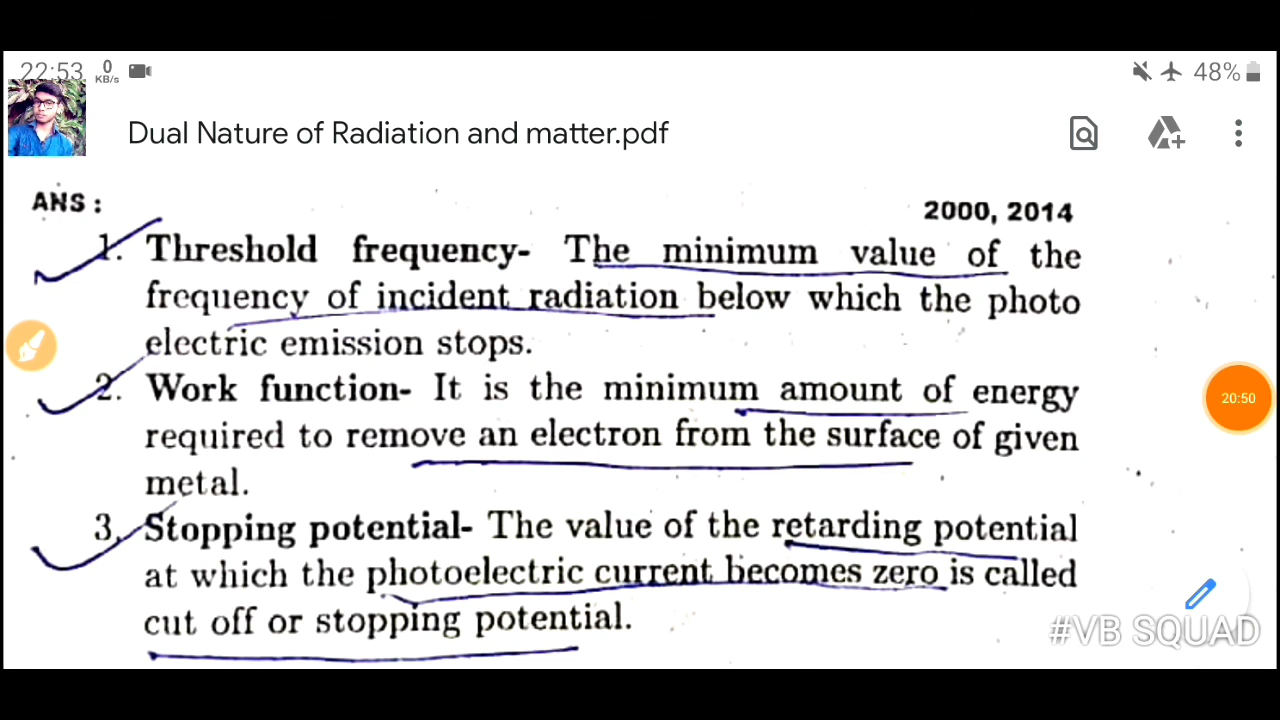 22:53 0 KB/s 48%
Dual Nature of Radiation and matter.pdf
ANS :
2000, 2014
1. Threshold frequency- The minimum value of the
frequency of incident radiation below which the photo
electric emission stops.
2. Work function- It is the minimum amount of energy
required to remove an electron from the surface of given
metal.
20:50
3. Stopping potential- The value of the retarding potential
at which the photoelectric current becomes zero is called
cut off or stopping potential.
#VB SQUAD